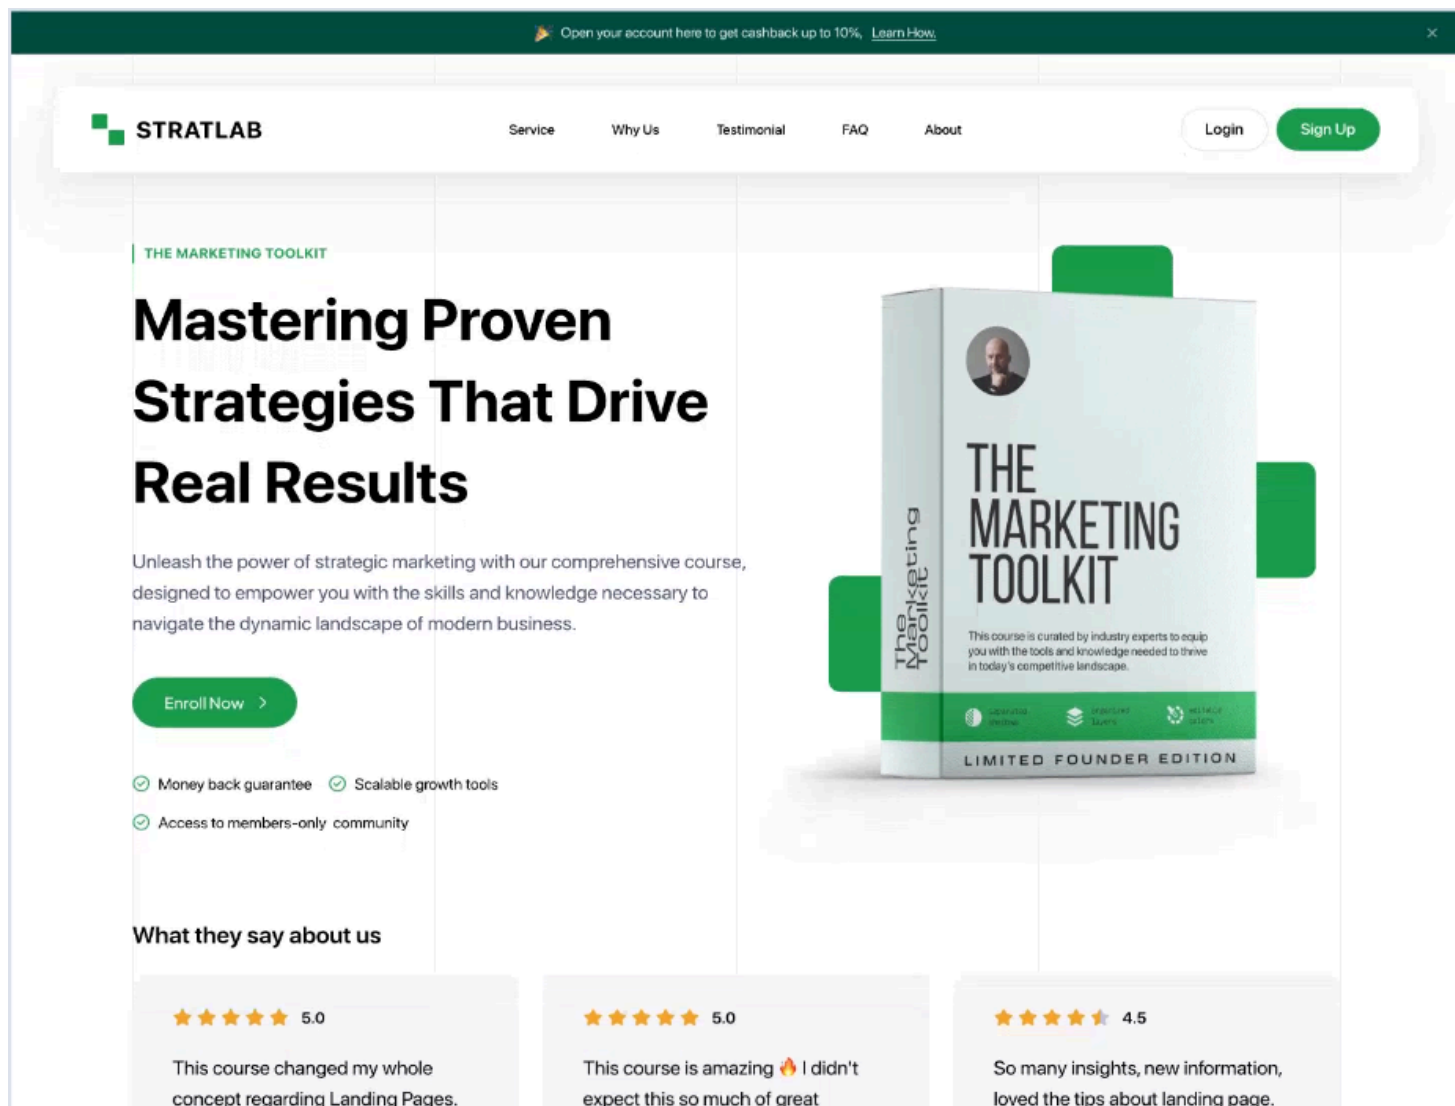 🎉 Open your account here to get cashback up to 10%, Learn How.
STRATLAB
Service
Why Us
Testimonial
FAQ
About
Login
Sign Up
THE MARKETING TOOLKIT
Mastering Proven
Strategies That Drive
Real Results
Unleash the power of strategic marketing with our comprehensive course,
designed to empower you with the skills and knowledge necessary to
navigate the dynamic landscape of modern business.
Enroll Now
Money back guarantee
Scalable growth tools
Access to members-only community
The
Marketing
Toolkit
THE
MARKETING
TOOLKIT
This course is curated by industry experts to equip
you with the tools and knowledge needed to thrive
in today's competitive landscape.
LIMITED FOUNDER EDITION
What they say about us
5.0
This course changed my whole
concept regarding Landing Pages.
5.0
This course is amazing 🔥 I didn't
expect this so much of great
4.5
So many insights, new information,
loved the tips about landing page.